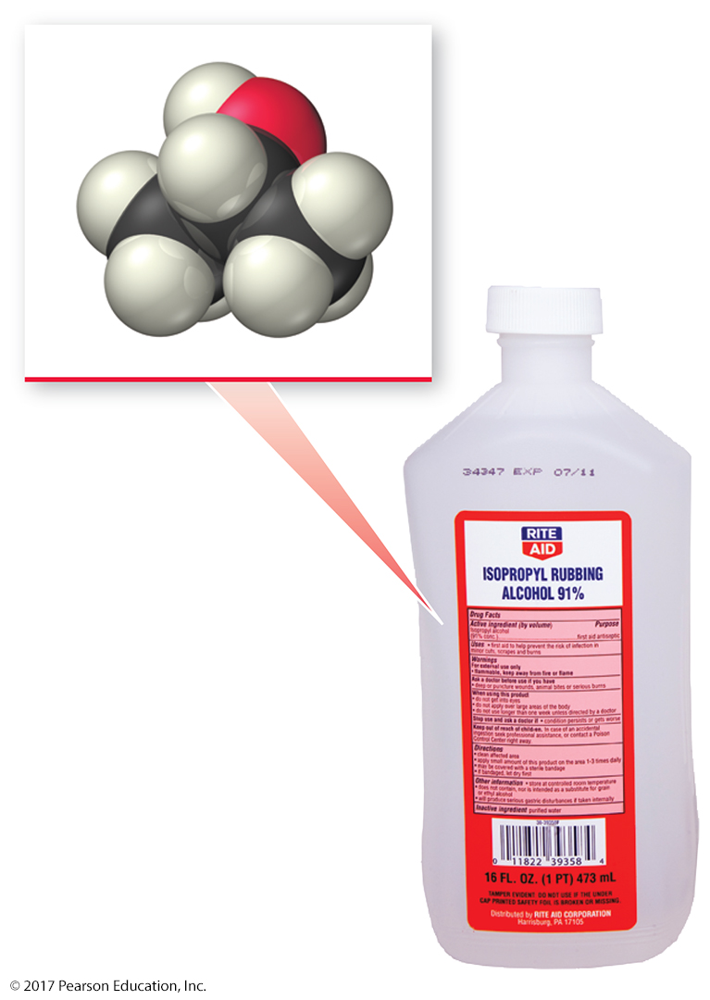 34347 EXP 07/11
RITE
AID
ISOPROPYL RUBBING
ALCOHOL 91%
Drug Facts
Active ingredient (by volume) Purpose
Isopropyl alcohol
(91% conc.) first aid antiseptic
Uses • first aid to help prevent the risk of infection in
minor cuts, scrapes and burns
Warnings
For external use only
• flammable, keep away from fire or flame
Ask a doctor before use if you have
• deep or puncture wounds, animal bites or serious burns
When using this product
• do not get into eyes
• do not apply over large areas of the body
• do not use longer than one week unless directed by a doctor
Stop use and ask a doctor if • condition persists or gets worse
Keep out of reach of children. In case of an accidental
ingestion seek professional assistance, or contact a Poison
Control Center right away
Directions
• clean affected area
• apply small amount of this product on the area 1-3 times daily
• may be covered with a sterile bandage
• if bandaged, let dry first
Other information • store at controlled room temperature
• does not contain, nor is intended as a substitute for grain
or ethyl alcohol
• will produce serious gastric disturbances if taken internally
Inactive ingredient purified water
0 11822 39358 4
16 FL. OZ. (1 PT) 473 mL
TAMPER EVIDENT: DO NOT USE IF THE UNDER
CAP PRINTED SAFETY FOIL IS BROKEN OR MISSING.
Distributed by RITE AID CORPORATION
Harrisburg, PA 17105
© 2017 Pearson Education, Inc.